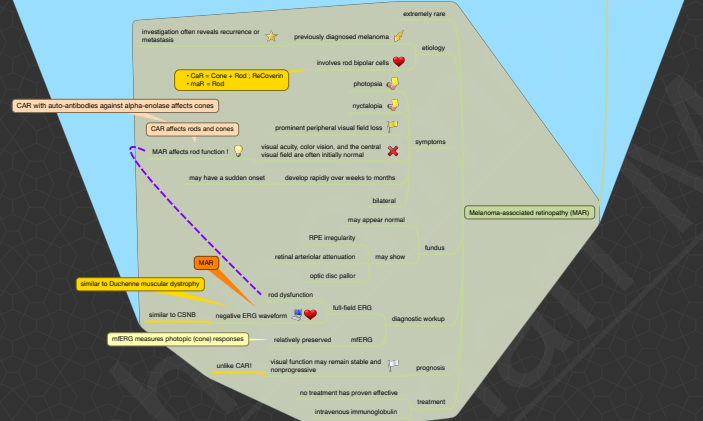 extremely rare
investigation often reveals recurrence or
metastasis
previously diagnosed melanoma
etiology
involves rod bipolar cells
• CaR = Cone + Rod ; ReCoverin
• maR = Rod
photopsia
CAR with auto-antibodies against alpha-enolase affects cones
nyctalopia
CAR affects rods and cones
prominent peripheral visual field loss
symptoms
MAR affects rod function !
visual acuity, color vision, and the central
visual field are often initially normal
may have a sudden onset
develop rapidly over weeks to months
bilateral
Melanoma-associated retinopathy (MAR)
may appear normal
RPE irregularity
fundus
retinal arteriolar attenuation
may show
MAR
optic disc pallor
similar to Duchenne muscular dystrophy
rod dysfunction
full-field ERG
similar to CSNB
negative ERG waveform
diagnostic workup
mfERG measures photopic (cone) responses
relatively preserved
mfERG
unlike CAR!
visual function may remain stable and
nonprogressive
prognosis
no treatment has proven effective
treatment
intravenous immunoglobulin